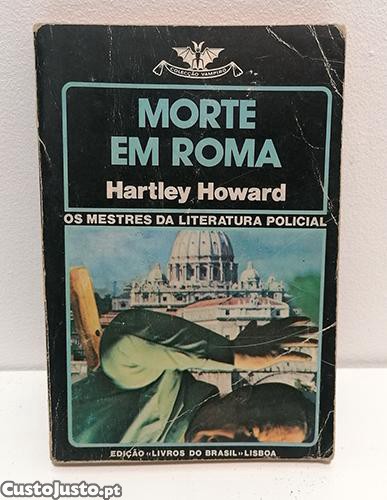 COLECÇÃO VAMPIRO
MORTE
EM ROMA
Hartley Howard
OS MESTRES DA LITERATURA POLICIAL
EDIÇÃO «LIVROS DO BRASIL» LISBOA
CustoJusto.pt